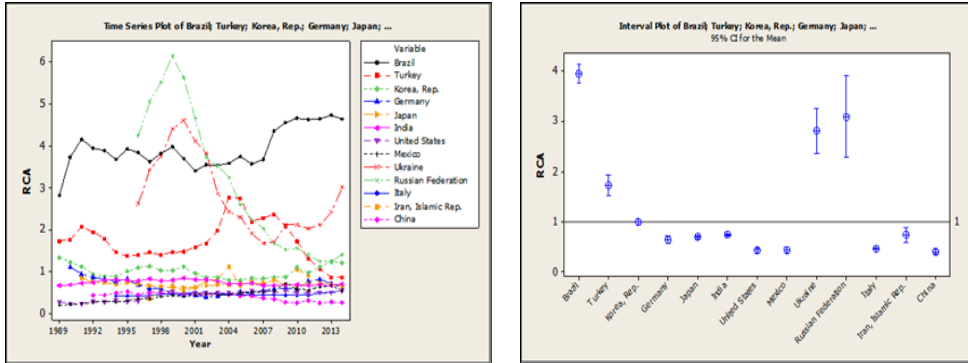 Time Series Plot of Brazil; Turkey; Korea, Rep.; Germany; Japan; ...
RCA
6
5
4
3
2
1
0
1989 1992 1995 1998 2001 2004 2007 2010 2013
Year
Variable
Brazil
Turkey
Korea, Rep.
Germany
Japan
India
United States
Mexico
Ukraine
Russian Federation
Italy
Iran, Islamic Rep.
China
Interval Plot of Brazil; Turkey; Korea, Rep.; Germany; Japan; ...
95% CI for the Mean
RCA
4
3
2
1
0
1
Brazil
Turkey
Korea, Rep.
Germany
Japan
India
United States
Mexico
Ukraine
Russian Federation
Italy
Iran, Islamic Rep.
China